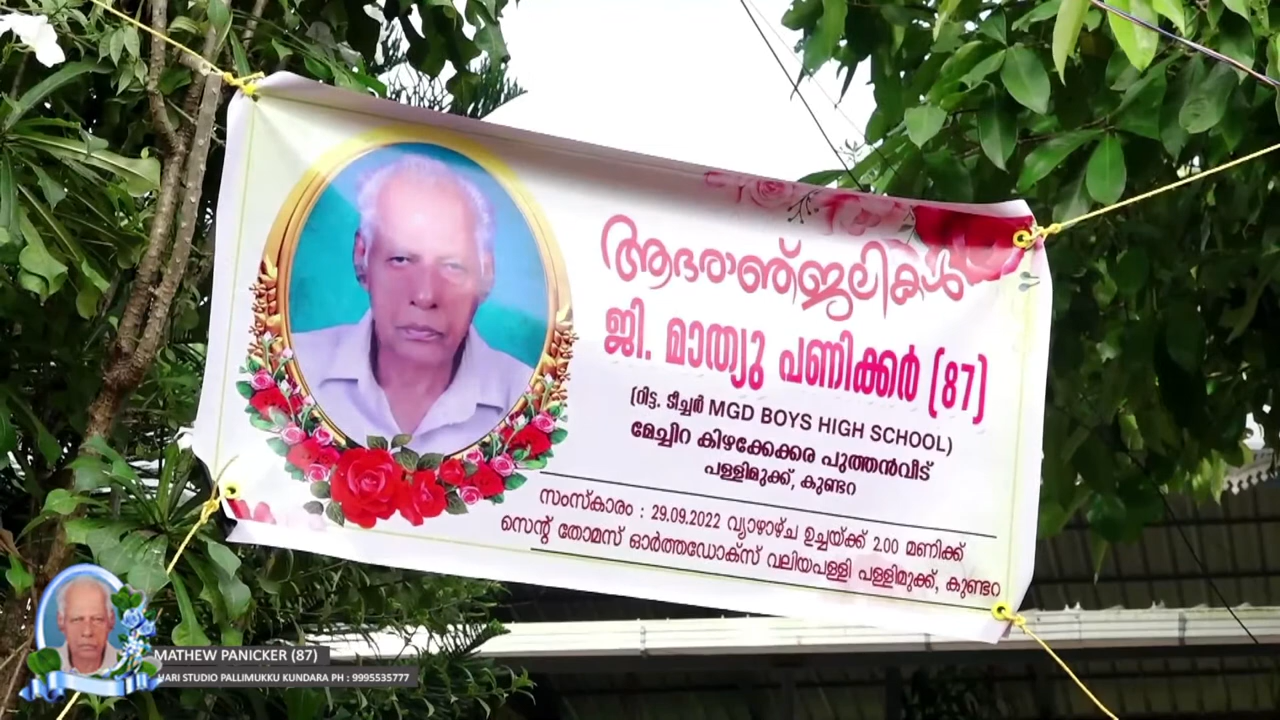 ആദരാഞ്ജലികൾ
ജി. മാത്യു പണിക്കർ (87)
(റിട്ട. ടീച്ചർ MGD BOYS HIGH SCHOOL)
മേച്ചിറ കിഴക്കേക്കര പുത്തൻവീട്
പള്ളിമുക്ക്, കുണ്ടറ
സംസ്കാരം : 29.09.2022 വ്യാഴാഴ്ച ഉച്ചയ്ക്ക് 2.00 മണിക്ക്
സെന്റ് തോമസ് ഓർത്തഡോക്സ് വലിയപള്ളി പള്ളിമുക്ക്, കുണ്ടറ
MATHEW PANICKER (87)
HARI STUDIO PALLIMUKKU KUNDARA PH : 9995535777